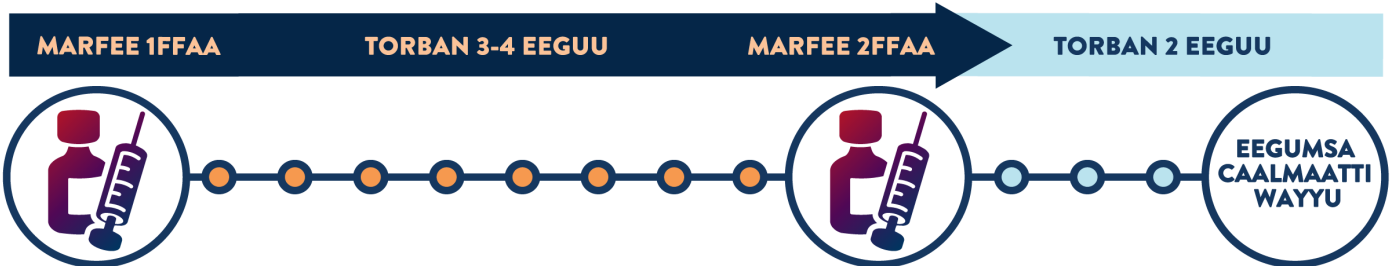 MARFEE 1FFAA
TORBAN 3-4 EEGUU
MARFEE 2FFAA
TORBAN 2 EEGUU
EEGUMSA
CAALMAATTI
WAYYU